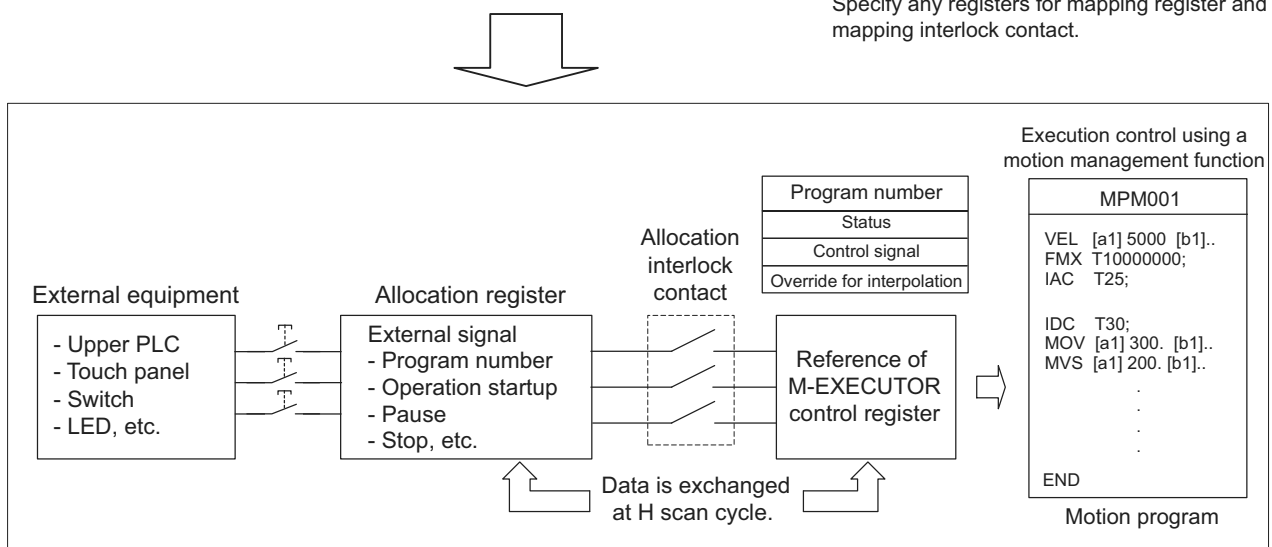 Specify any registers for mapping register and
mapping interlock contact.
Execution control using a
motion management function
Program number
Status
Control signal
Override for interpolation
MPM001
VEL [a1] 5000 [b1]..
FMX T10000000;
IAC T25;
IDC T30;
MOV [a1] 300. [b1]..
MVS [a1] 200. [b1]..
.
.
.
.
END
Motion program
Allocation
interlock
contact
External equipment
- Upper PLC
- Touch panel
- Switch
- LED, etc.
Allocation register
External signal
- Program number
- Operation startup
- Pause
- Stop, etc.
Reference of
M-EXECUTOR
control register
Data is exchanged
at H scan cycle.